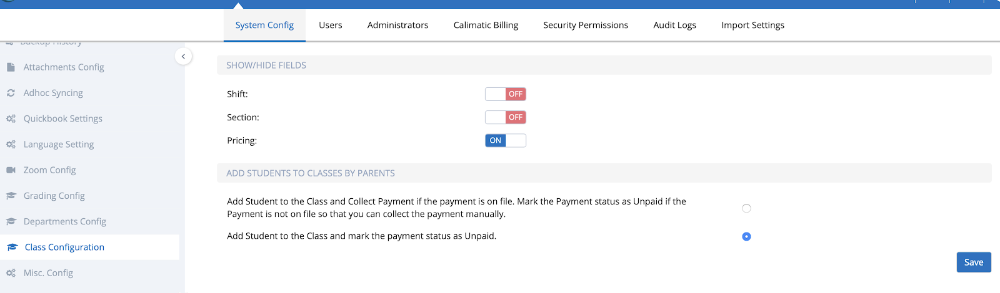 System Config
Users
Administrators
Calimatic Billing
Security Permissions
Audit Logs
Import Settings
Backup History
Attachments Config
Adhoc Syncing
Quickbook Settings
Language Setting
Zoom Config
Grading Config
Departments Config
Class Configuration
Misc. Config
SHOW/HIDE FIELDS
Shift:
OFF
Section:
OFF
Pricing:
ON
ADD STUDENTS TO CLASSES BY PARENTS
Add Student to the Class and Collect Payment if the payment is on file. Mark the Payment status as Unpaid if the
Payment is not on file so that you can collect the payment manually.
Add Student to the Class and mark the payment status as Unpaid.
Save